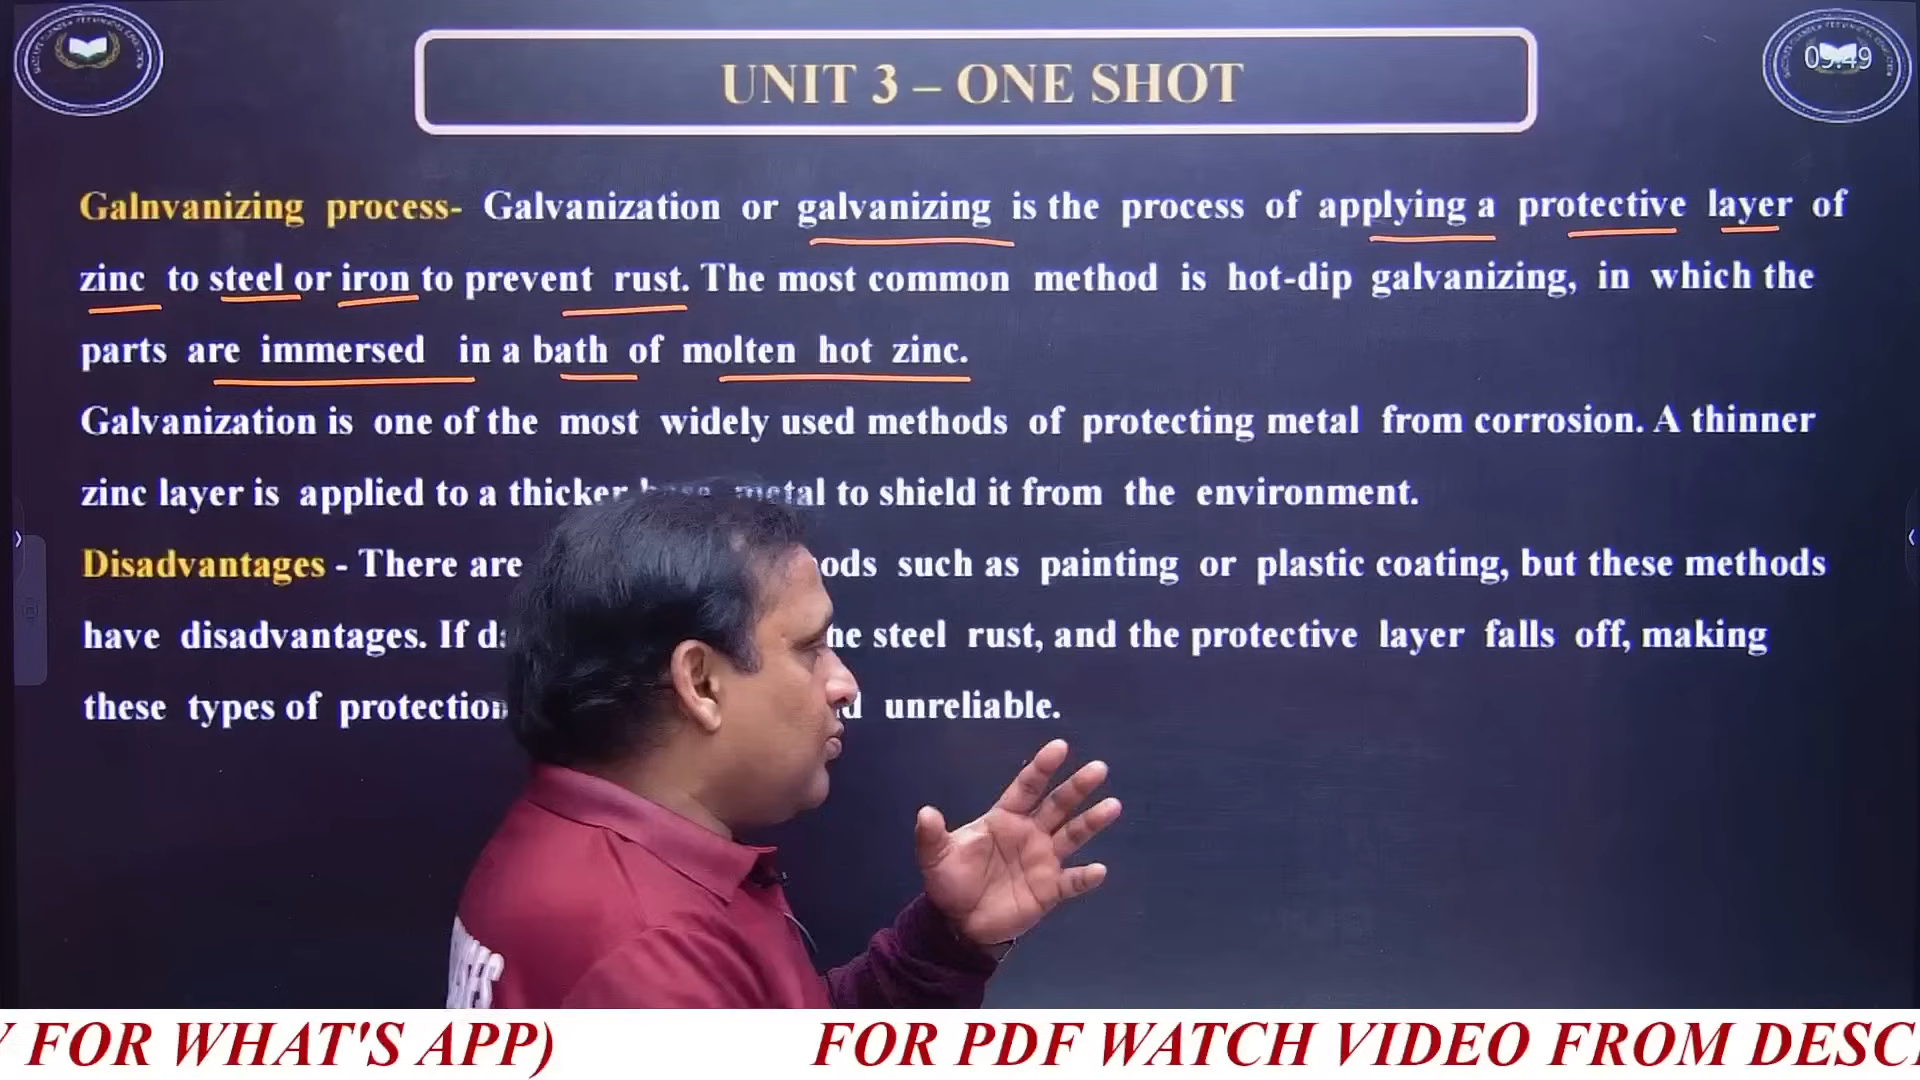 UNIT 3 – ONE SHOT
09:49
Galnvanizing process- Galvanization or galvanizing is the process of applying a protective layer of
zinc to steel or iron to prevent rust. The most common method is hot-dip galvanizing, in which the
parts are immersed in a bath of molten hot zinc.
Galvanization is one of the most widely used methods of protecting metal from corrosion. A thinner
zinc layer is applied to a thicker metal to shield it from the environment.
Disadvantages - There are such as painting or plastic coating, but these methods
have disadvantages. If steel rust, and the protective layer falls off, making
these types of protection unreliable.
FOR WHAT'S APP) FOR PDF WATCH VIDEO FROM